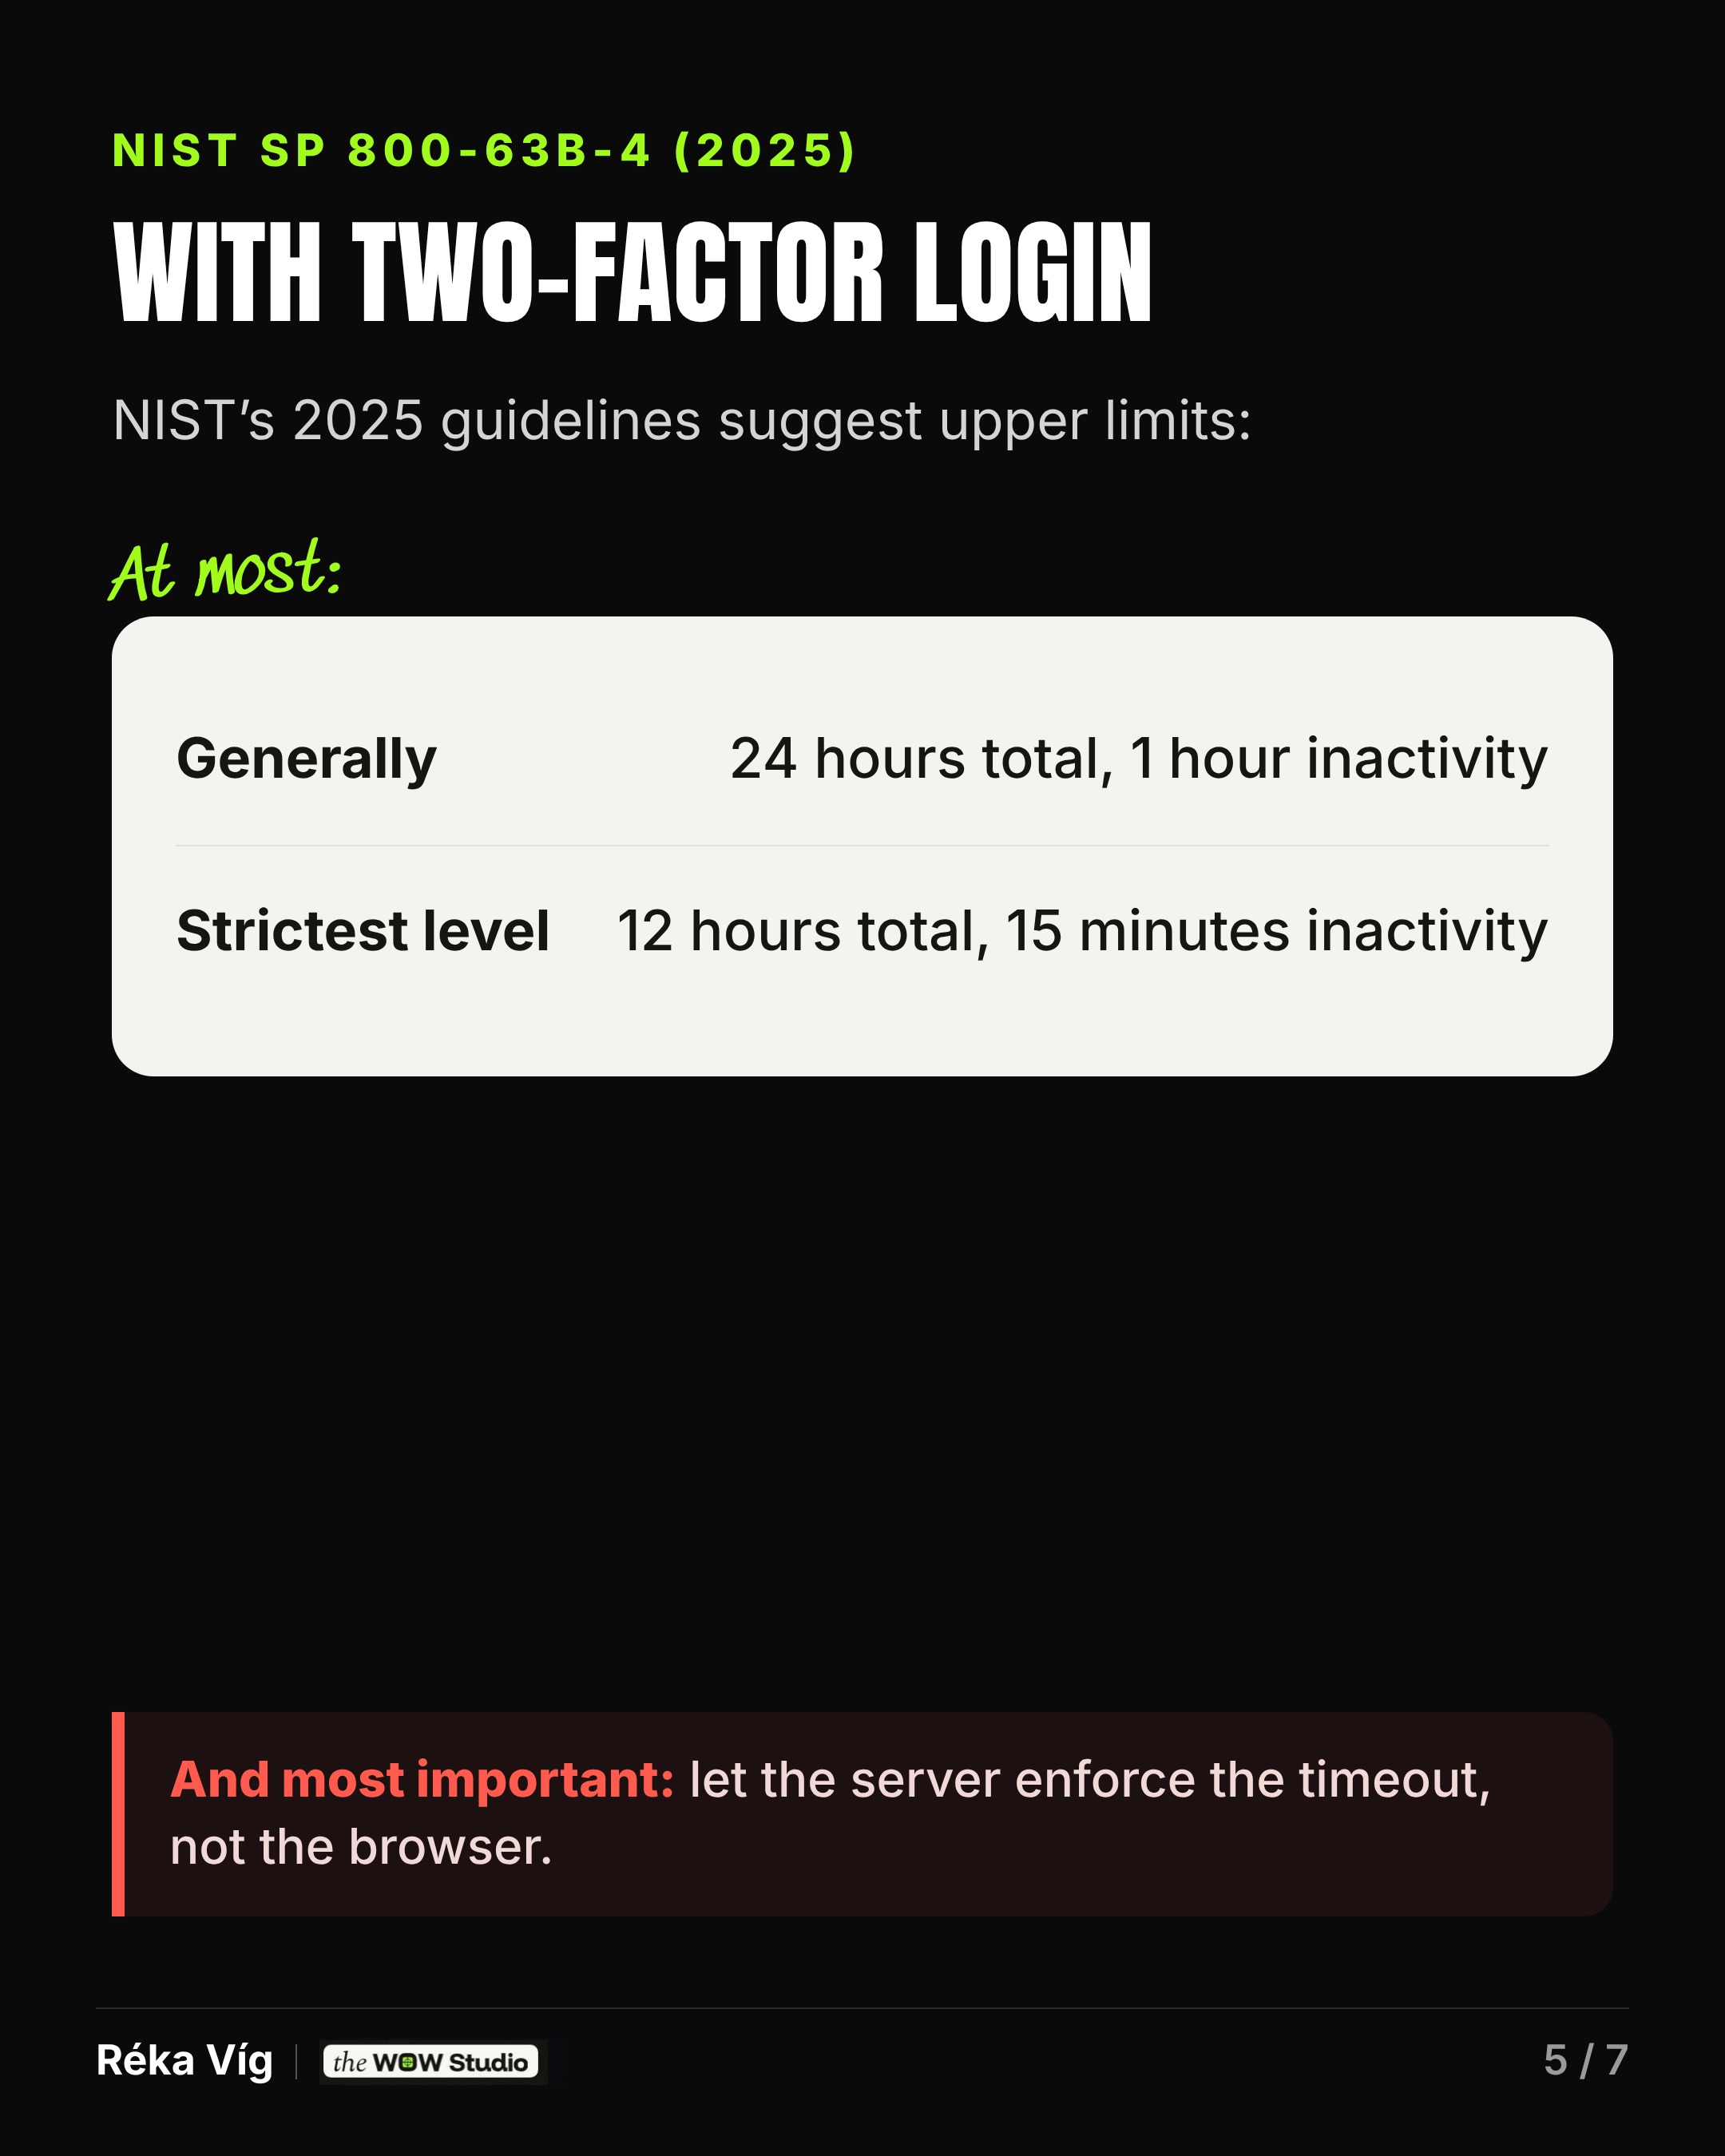 NIST SP 800-63B-4 (2025)
WITH TWO-FACTOR LOGIN
NIST’s 2025 guidelines suggest upper limits:
At most:
Generally 24 hours total, 1 hour inactivity
Strictest level 12 hours total, 15 minutes inactivity
And most important: let the server enforce the timeout,
not the browser.
Réka Víg the WOW Studio 5 / 7